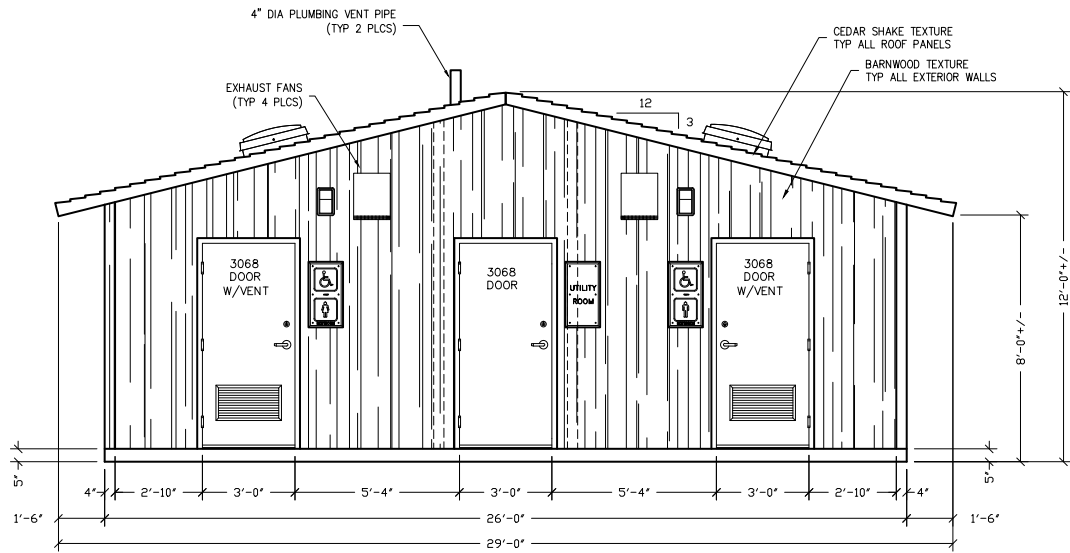 4" DIA PLUMBING VENT PIPE
(TYP 2 PLCS)
CEDAR SHAKE TEXTURE
TYP ALL ROOF PANELS
BARNWOOD TEXTURE
TYP ALL EXTERIOR WALLS
EXHAUST FANS
(TYP 4 PLCS)
12
3
3068
DOOR
W/VENT
3068
DOOR
UTILITY
ROOM
3068
DOOR
W/VENT
8'-0"+/-
12'-0"+/-
5"
5"
4"
2'-10"
3'-0"
5'-4"
3'-0"
5'-4"
3'-0"
2'-10"
4"
1'-6"
26'-0"
1'-6"
29'-0"